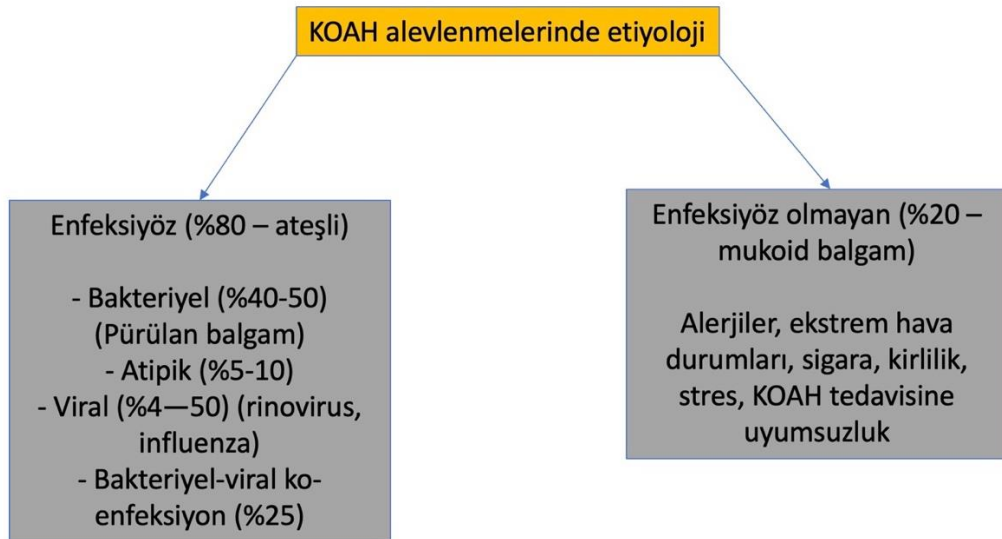 KOAH alevlenmelerinde etiyoloji
Enfeksiyöz (%80 – ateşli)
- Bakteriyel (%40-50)
(Pürülan balgam)
- Atipik (%5-10)
- Viral (%4—50) (rinovirus,
influenza)
- Bakteriyel-viral ko-
enfeksiyon (%25)
Enfeksiyöz olmayan (%20 –
mukoid balgam)
Alerjiler, ekstrem hava
durumları, sigara, kirlilik,
stres, KOAH tedavisine
uyumsuzluk